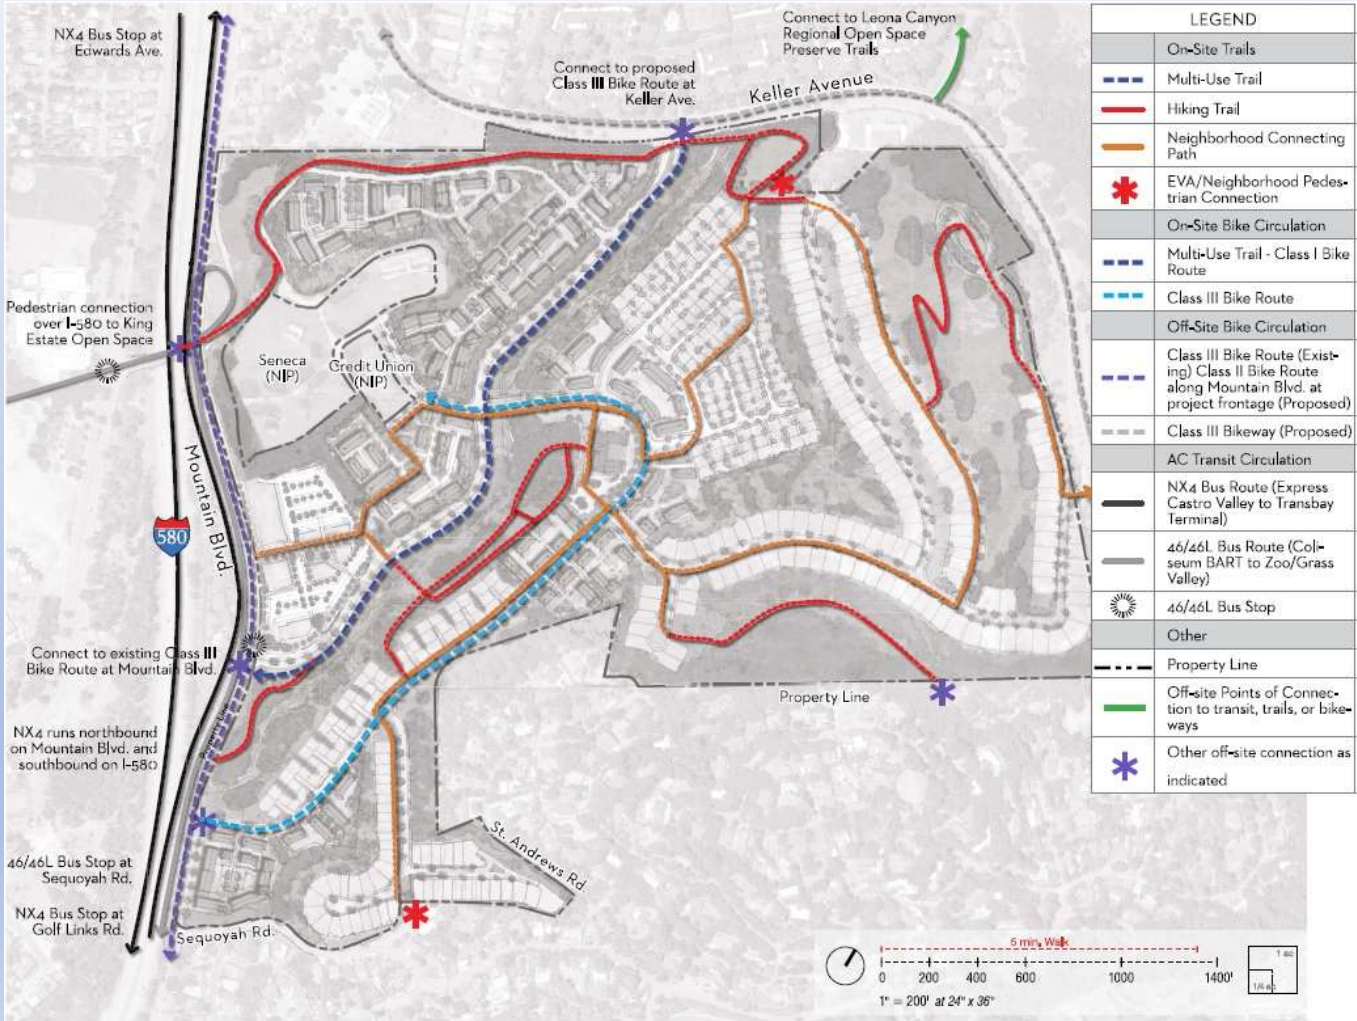 NX4 Bus Stop at
Edwards Ave.
Connect to proposed
Class III Bike Route at
Keller Ave.
Connect to Leona Canyon
Regional Open Space
Preserve Trails
Keller Avenue
Pedestrian connection
over I-580 to King
Estate Open Space
Seneca
(NIP)
Credit Union
(NIP)
Mountain Blvd.
580
Connect to existing Class III
Bike Route at Mountain Blvd.
Property Line
NX4 runs northbound
on Mountain Blvd. and
southbound on I-580
Property Line
46/46L Bus Stop at
Sequoyah Rd.
NX4 Bus Stop at
Golf Links Rd.
Sequoyah Rd.
St. Andrews Rd.
LEGEND
On-Site Trails
Multi-Use Trail
Hiking Trail
Neighborhood Connecting
Path
EVA/Neighborhood Pedes-
trian Connection
On-Site Bike Circulation
Multi-Use Trail - Class I Bike
Route
Class III Bike Route
Off-Site Bike Circulation
Class III Bike Route (Exist-
ing) Class II Bike Route
along Mountain Blvd. at
project frontage (Proposed)
Class III Bikeway (Proposed)
AC Transit Circulation
NX4 Bus Route (Express
Castro Valley to Transbay
Terminal)
46/46L Bus Route (Coli-
seum BART to Zoo/Grass
Valley)
46/46L Bus Stop
Other
Property Line
Off-site Points of Connec-
tion to transit, trails, or bike-
ways
Other off-site connection as
indicated
5 min. Walk
0 200 400 600 1000 1400'
1" = 200' at 24" x 36"
1 ac
1/4 ac